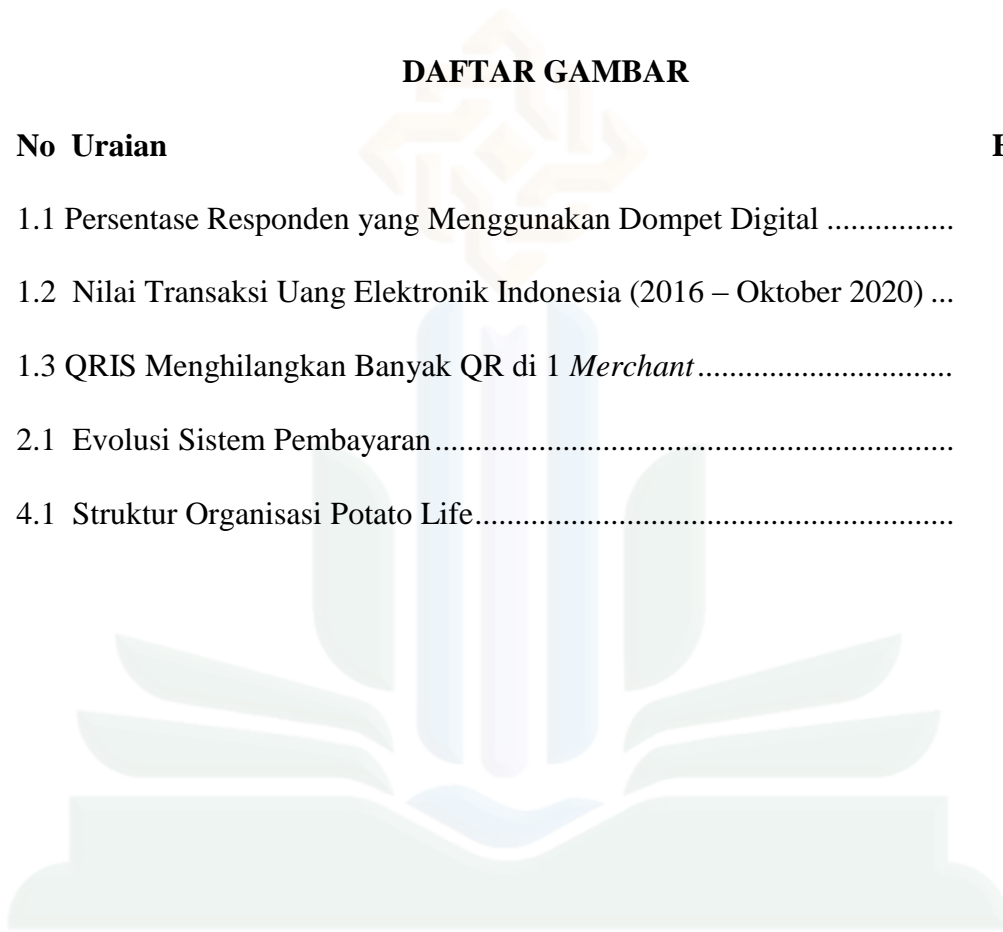 DAFTAR GAMBAR
No Uraian
1.1 Persentase Responden yang Menggunakan Dompet Digital ................
1.2 Nilai Transaksi Uang Elektronik Indonesia (2016 – Oktober 2020) ...
1.3 QRIS Menghilangkan Banyak QR di 1 Merchant ................................
2.1 Evolusi Sistem Pembayaran .................................................................
4.1 Struktur Organisasi Potato Life ............................................................